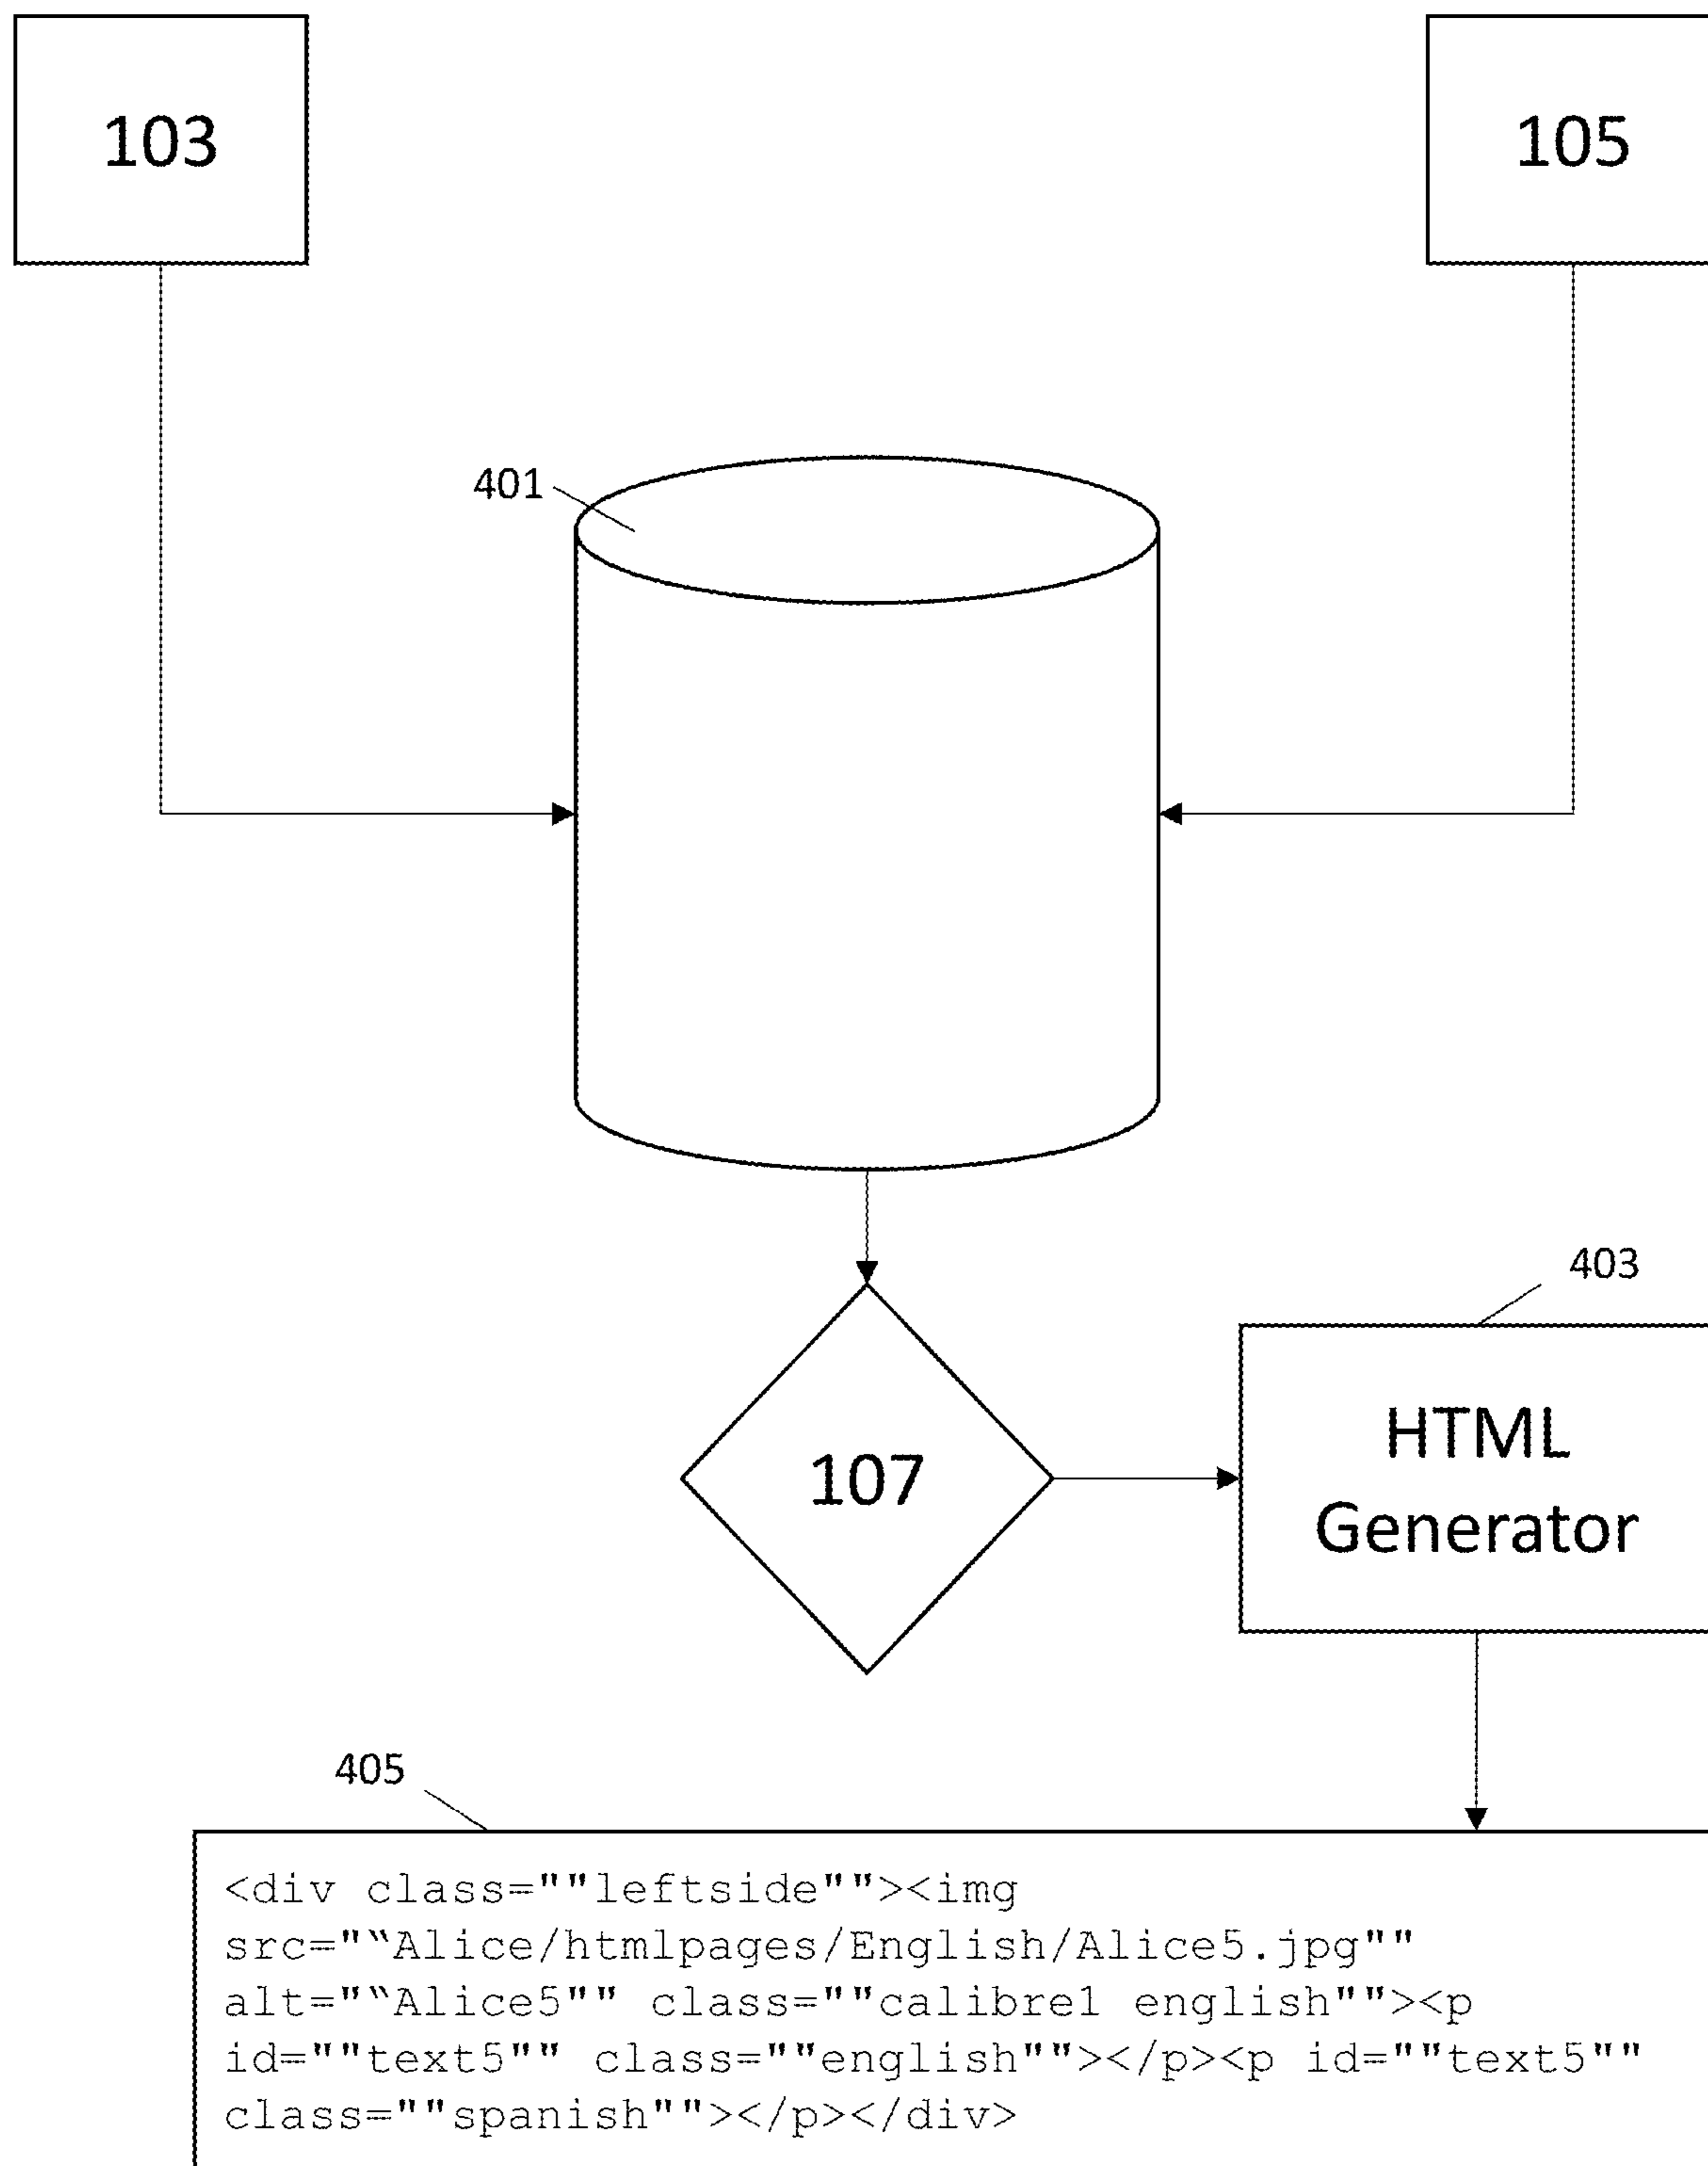 103
105
401
403
107
HTML
Generator
405
<div class=""leftside""><img
src="“Alice/htmlpages/English/Alice5.jpg""
alt="“Alice5"" class=""calibre1 english""><p
id=""text5"" class=""english""></p><p id=""text5""
class=""spanish""></p></div>